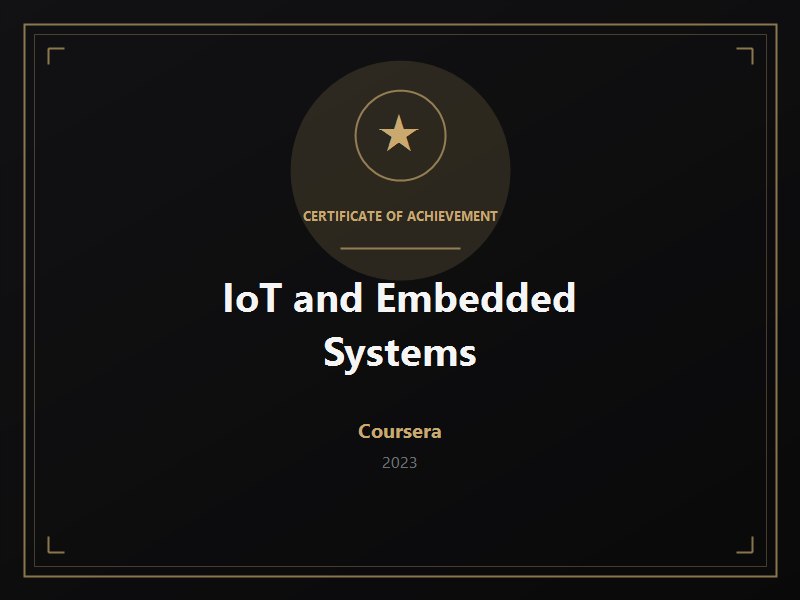 CERTIFICATE OF ACHIEVEMENT
IoT and Embedded
Systems
Coursera
2023